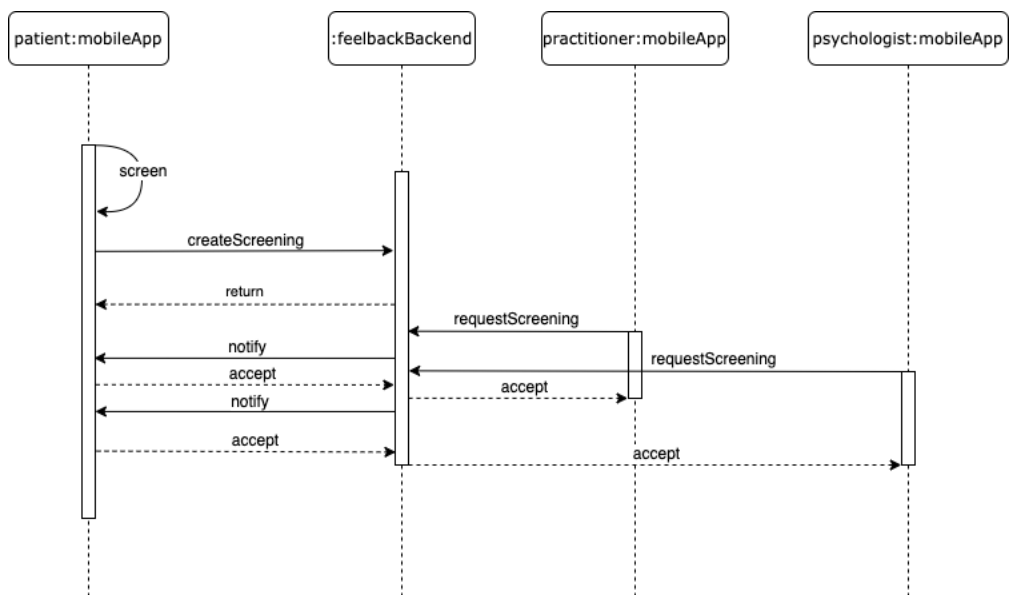 patient:mobileApp
:feelbackBackend
practitioner:mobileApp
psychologist:mobileApp
screen
createScreening
return
requestScreening
notify
requestScreening
accept
accept
notify
accept
accept